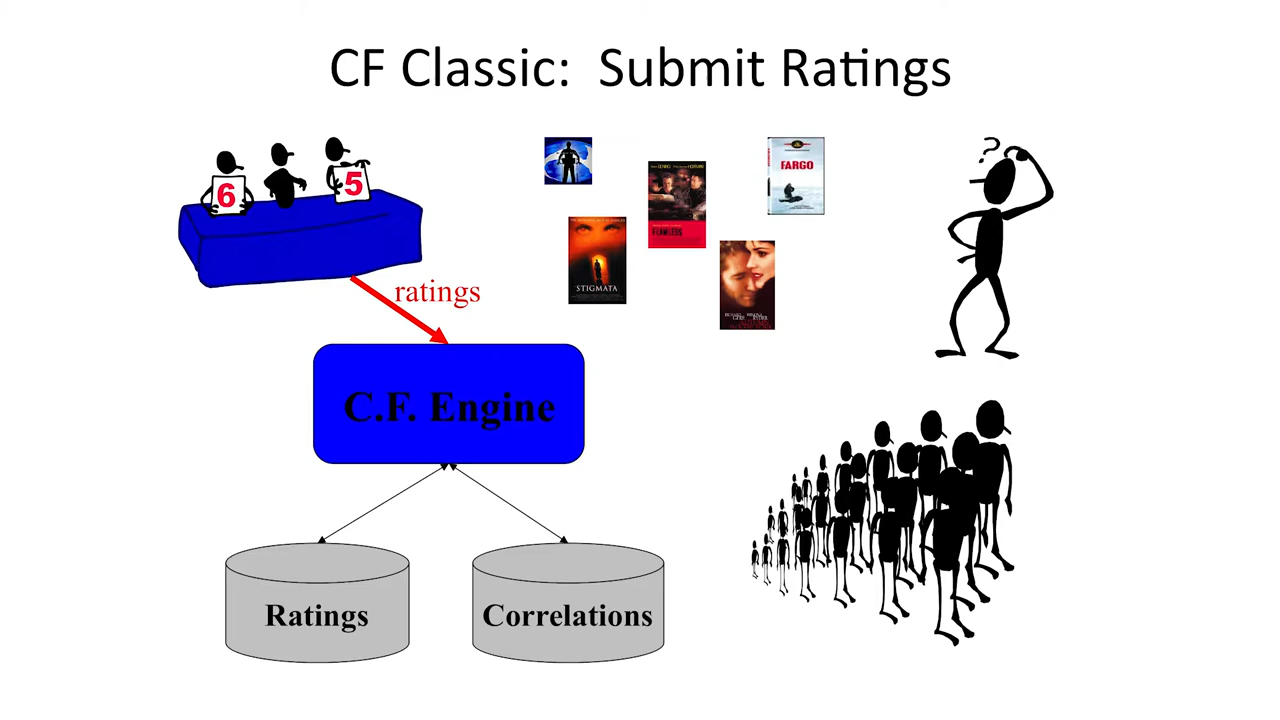 CF Classic: Submit Ratings
6
5
?
FARGO
FLAWLESS
STIGMATA
ratings
C.F. Engine
Ratings
Correlations